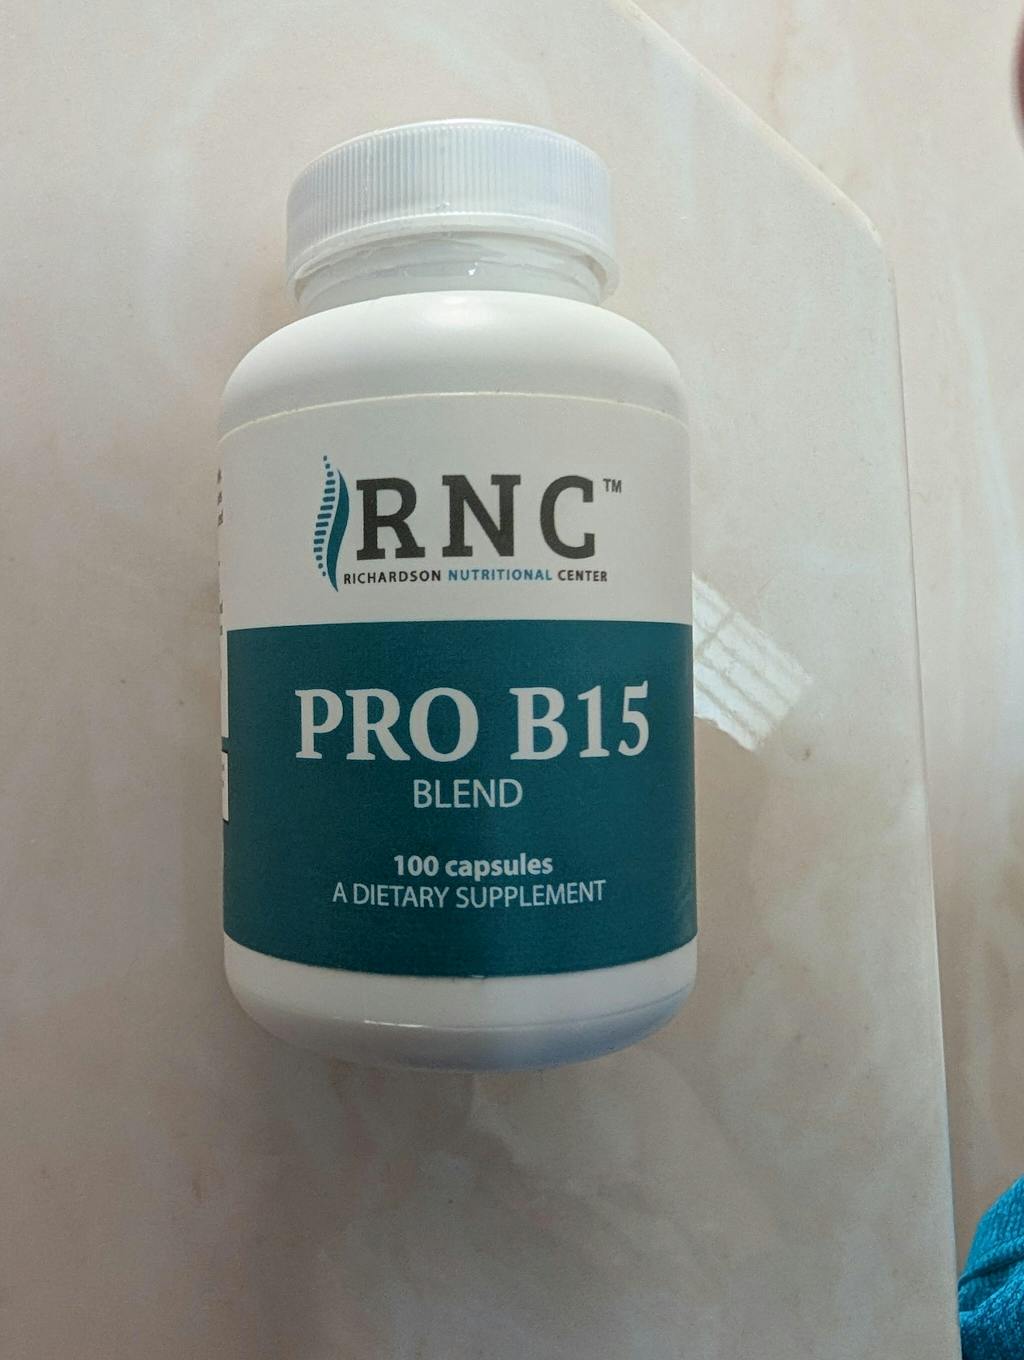 RNC™
RICHARDSON NUTRITIONAL CENTER
PRO B15
BLEND
100 capsules
A DIETARY SUPPLEMENT